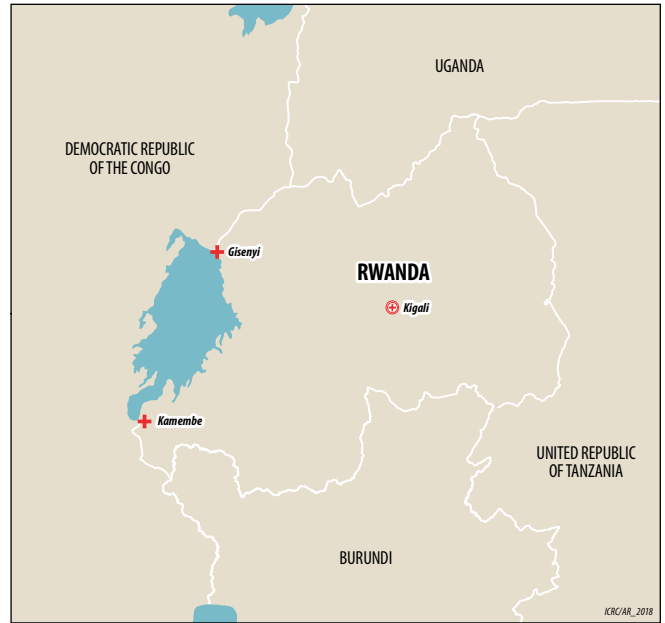 UGANDA
DEMOCRATIC REPUBLIC
OF THE CONGO
Gisenyi
RWANDA
Kigali
Kamembe
UNITED REPUBLIC
OF TANZANIA
BURUNDI
ICRC/AR_2018